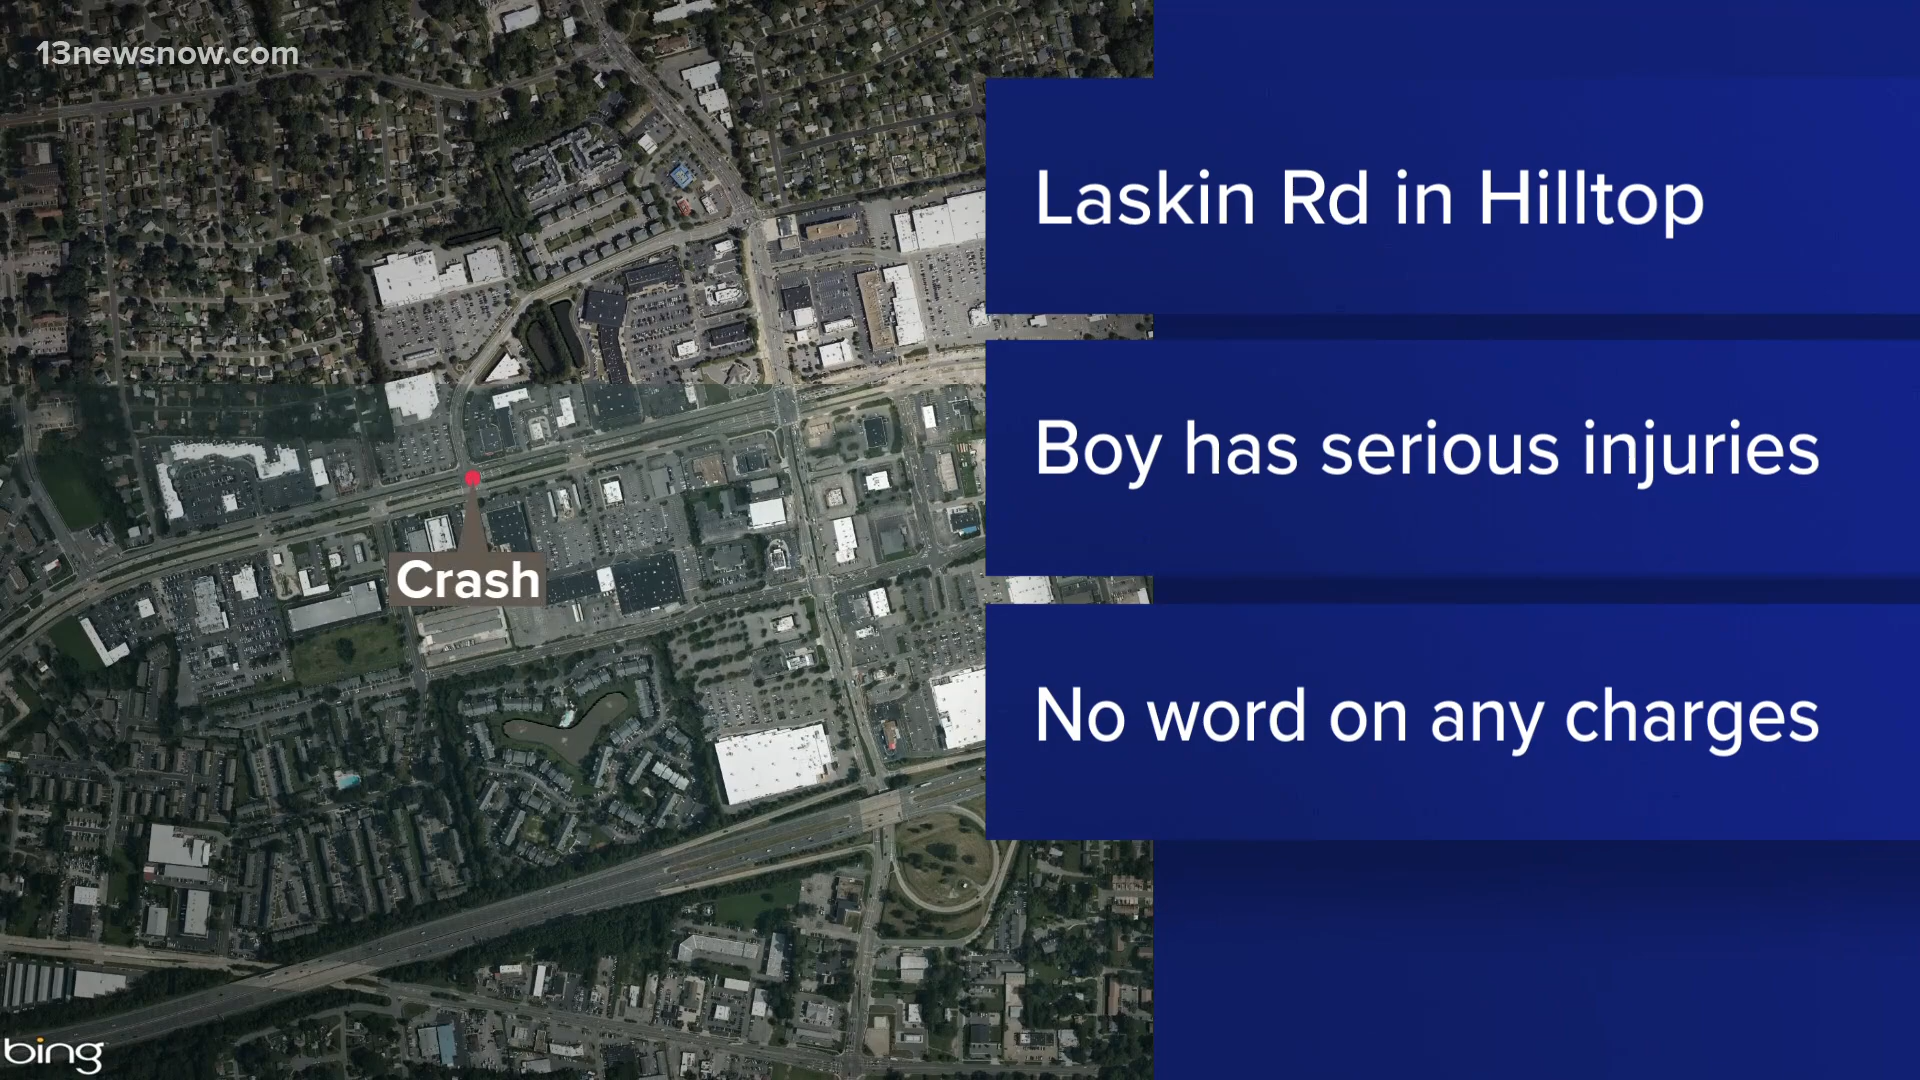 13newsnow.com
Laskin Rd in Hilltop
Boy has serious injuries
No word on any charges
Crash
bing